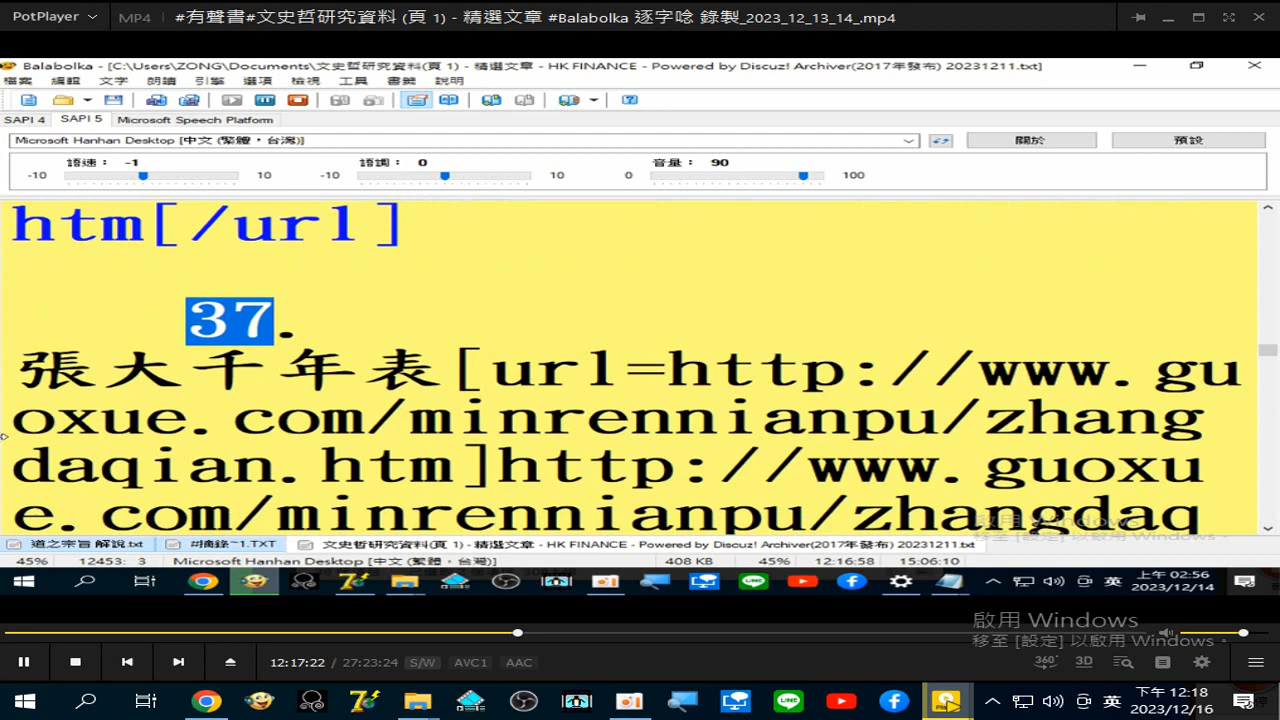 PotPlayer MP4 #有聲書#文史哲研究資料 (頁 1) - 精選文章 #Balabolka 逐字唸 錄製_2023_12_13_14_.mp4
Balabolka - [C:\Users\ZONG\Documents\文史哲研究資料(頁 1) - 精選文章 - HK FINANCE - Powered by Discuz! Archiver(2017年發布) 20231211.txt]
檔案 編輯 文字 朗讀 引擎 選項 檢視 工具 書籤 說明
SAPI 4 SAPI 5 Microsoft Speech Platform
Microsoft Hanhan Desktop [中文 (繁體，台灣)] 關於 預設
語速： -1 語調： 0 音量： 90
-10 10 -10 10 0 100
htm[/url]
37.
張大千年表[url=http://www.gu
oxue.com/minrennianpu/zhang
daqian.htm]http://www.guoxu
e.com/minrennianpu/zhangdaq
啟用 Windows
移至 [設定] 以啟用 Windows。
道之宗旨 解說.txt #摘錄~1.TXT 文史哲研究資料(頁 1) - 精選文章 - HK FINANCE - Powered by Discuz! Archiver(2017年發布) 20231211.txt
45% 12453: 3 Microsoft Hanhan Desktop [中文 (繁體，台灣)] 408 KB 45% 12:16:58 15:06:10
英 上午 02:56
2023/12/14
啟用 Windows
移至 [設定] 以啟用 Windows。
12:17:22 / 27:23:24 S/W AVC1 AAC 360° 3D
英 下午 12:18
2023/12/16